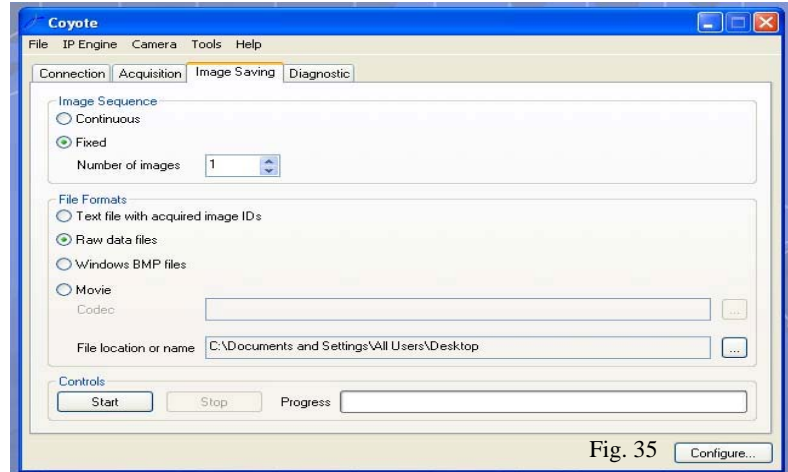 Coyote
File IP Engine Camera Tools Help
Connection Acquisition Image Saving Diagnostic
Image Sequence
Continuous
Fixed
Number of images 1
File Formats
Text file with acquired image IDs
Raw data files
Windows BMP files
Movie
Codec ...
File location or name C:\Documents and Settings\All Users\Desktop ...
Controls
Start Stop Progress
Fig. 35 Configure...